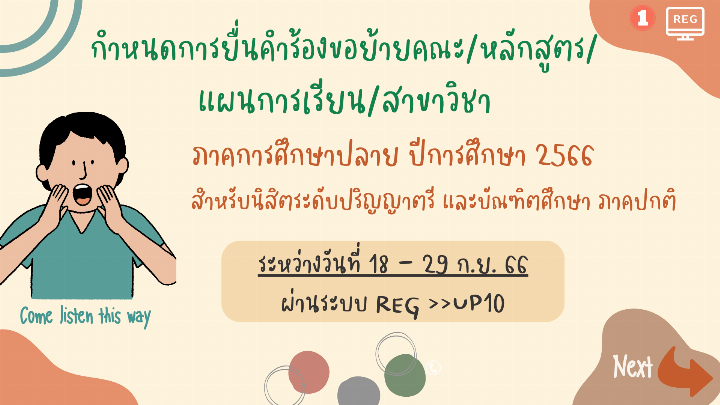 1
REG
กำหนดการยื่นคำร้องขอย้ายคณะ/หลักสูตร/
แผนการเรียน/สาขาวิชา
ภาคการศึกษาปลาย ปีการศึกษา 2566
สำหรับนิสิตระดับปริญญาตรี และบัณฑิตศึกษา ภาคปกติ
ระหว่างวันที่ 18 - 29 ก.ย. 66
ผ่านระบบ REG >>UP10
Come listen this way
Next